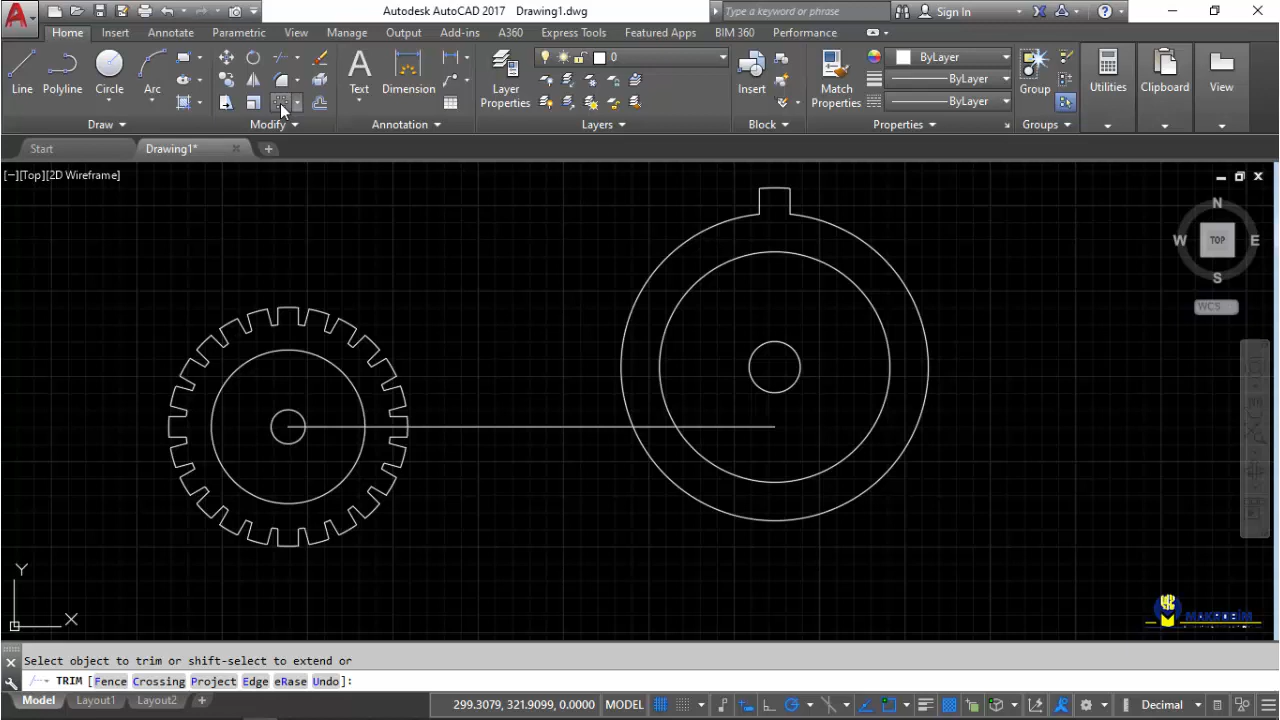 Autodesk AutoCAD 2017 Drawing1.dwg
Type a keyword or phrase
Sign In
Home Insert Annotate Parametric View Manage Output Add-ins A360 Express Tools Featured Apps BIM 360 Performance
Line Polyline Circle Arc
Text Dimension
Layer Properties
0
Insert
Match Properties
ByLayer
ByLayer
ByLayer
Group
Utilities
Clipboard
View
Draw Modify Annotation Layers Block Properties Groups
Start Drawing1*
[−][Top][2D Wireframe]
N
W TOP E
S
WCS
Y
X
Select object to trim or shift-select to extend or
TRIM [Fence Crossing Project Edge eRase Undo]:
Model Layout1 Layout2
299.3079, 321.9099, 0.0000 MODEL
1:1
Decimal